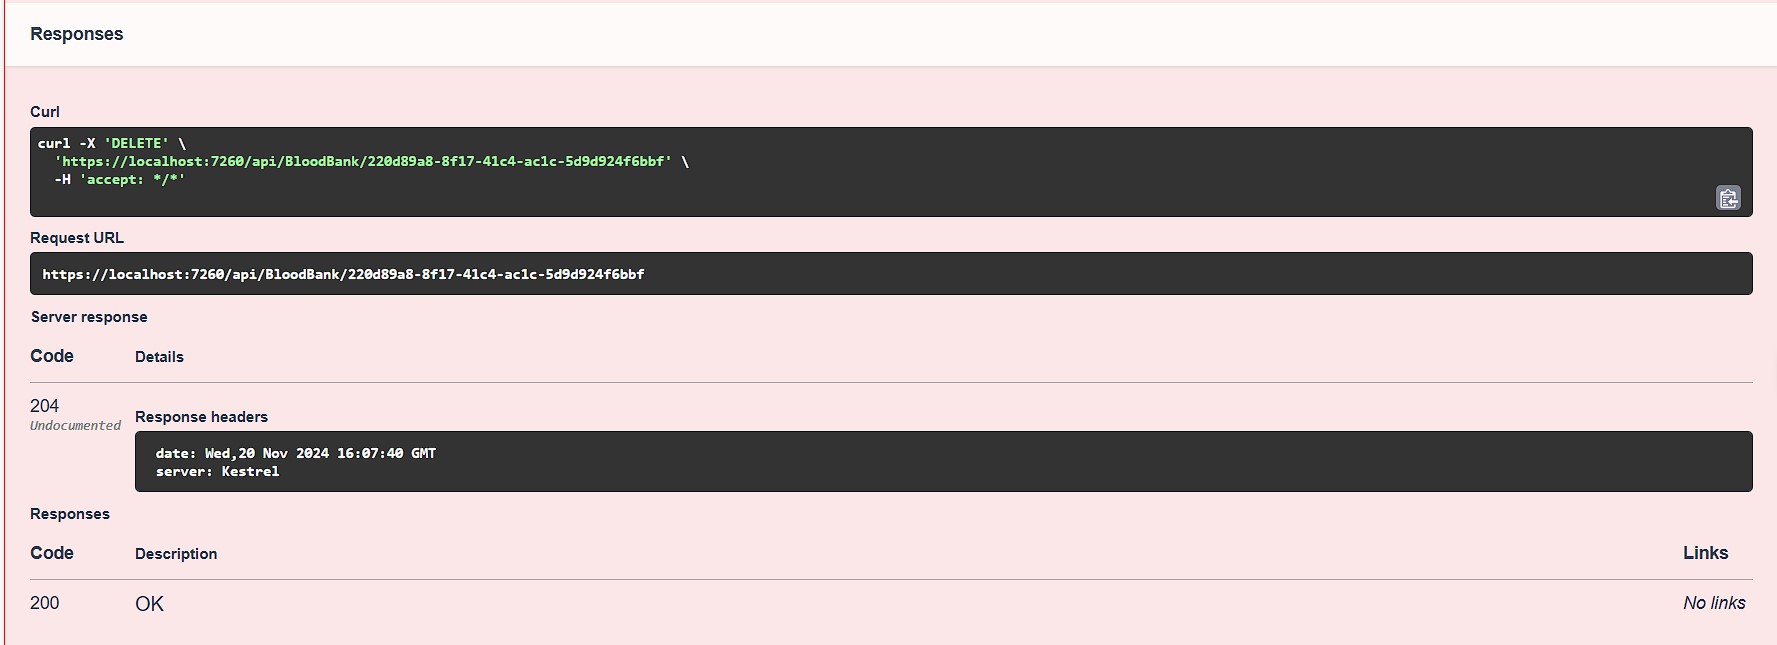 Responses
Curl
curl -X 'DELETE' \
'https://localhost:7260/api/BloodBank/220d89a8-8f17-41c4-ac1c-5d9d924f6bbf' \
-H 'accept: */*'
Request URL
https://localhost:7260/api/BloodBank/220d89a8-8f17-41c4-ac1c-5d9d924f6bbf
Server response
Code Details
204
Undocumented
Response headers
date: Wed,20 Nov 2024 16:07:40 GMT
server: Kestrel
Responses
Code Description Links
200 OK No links